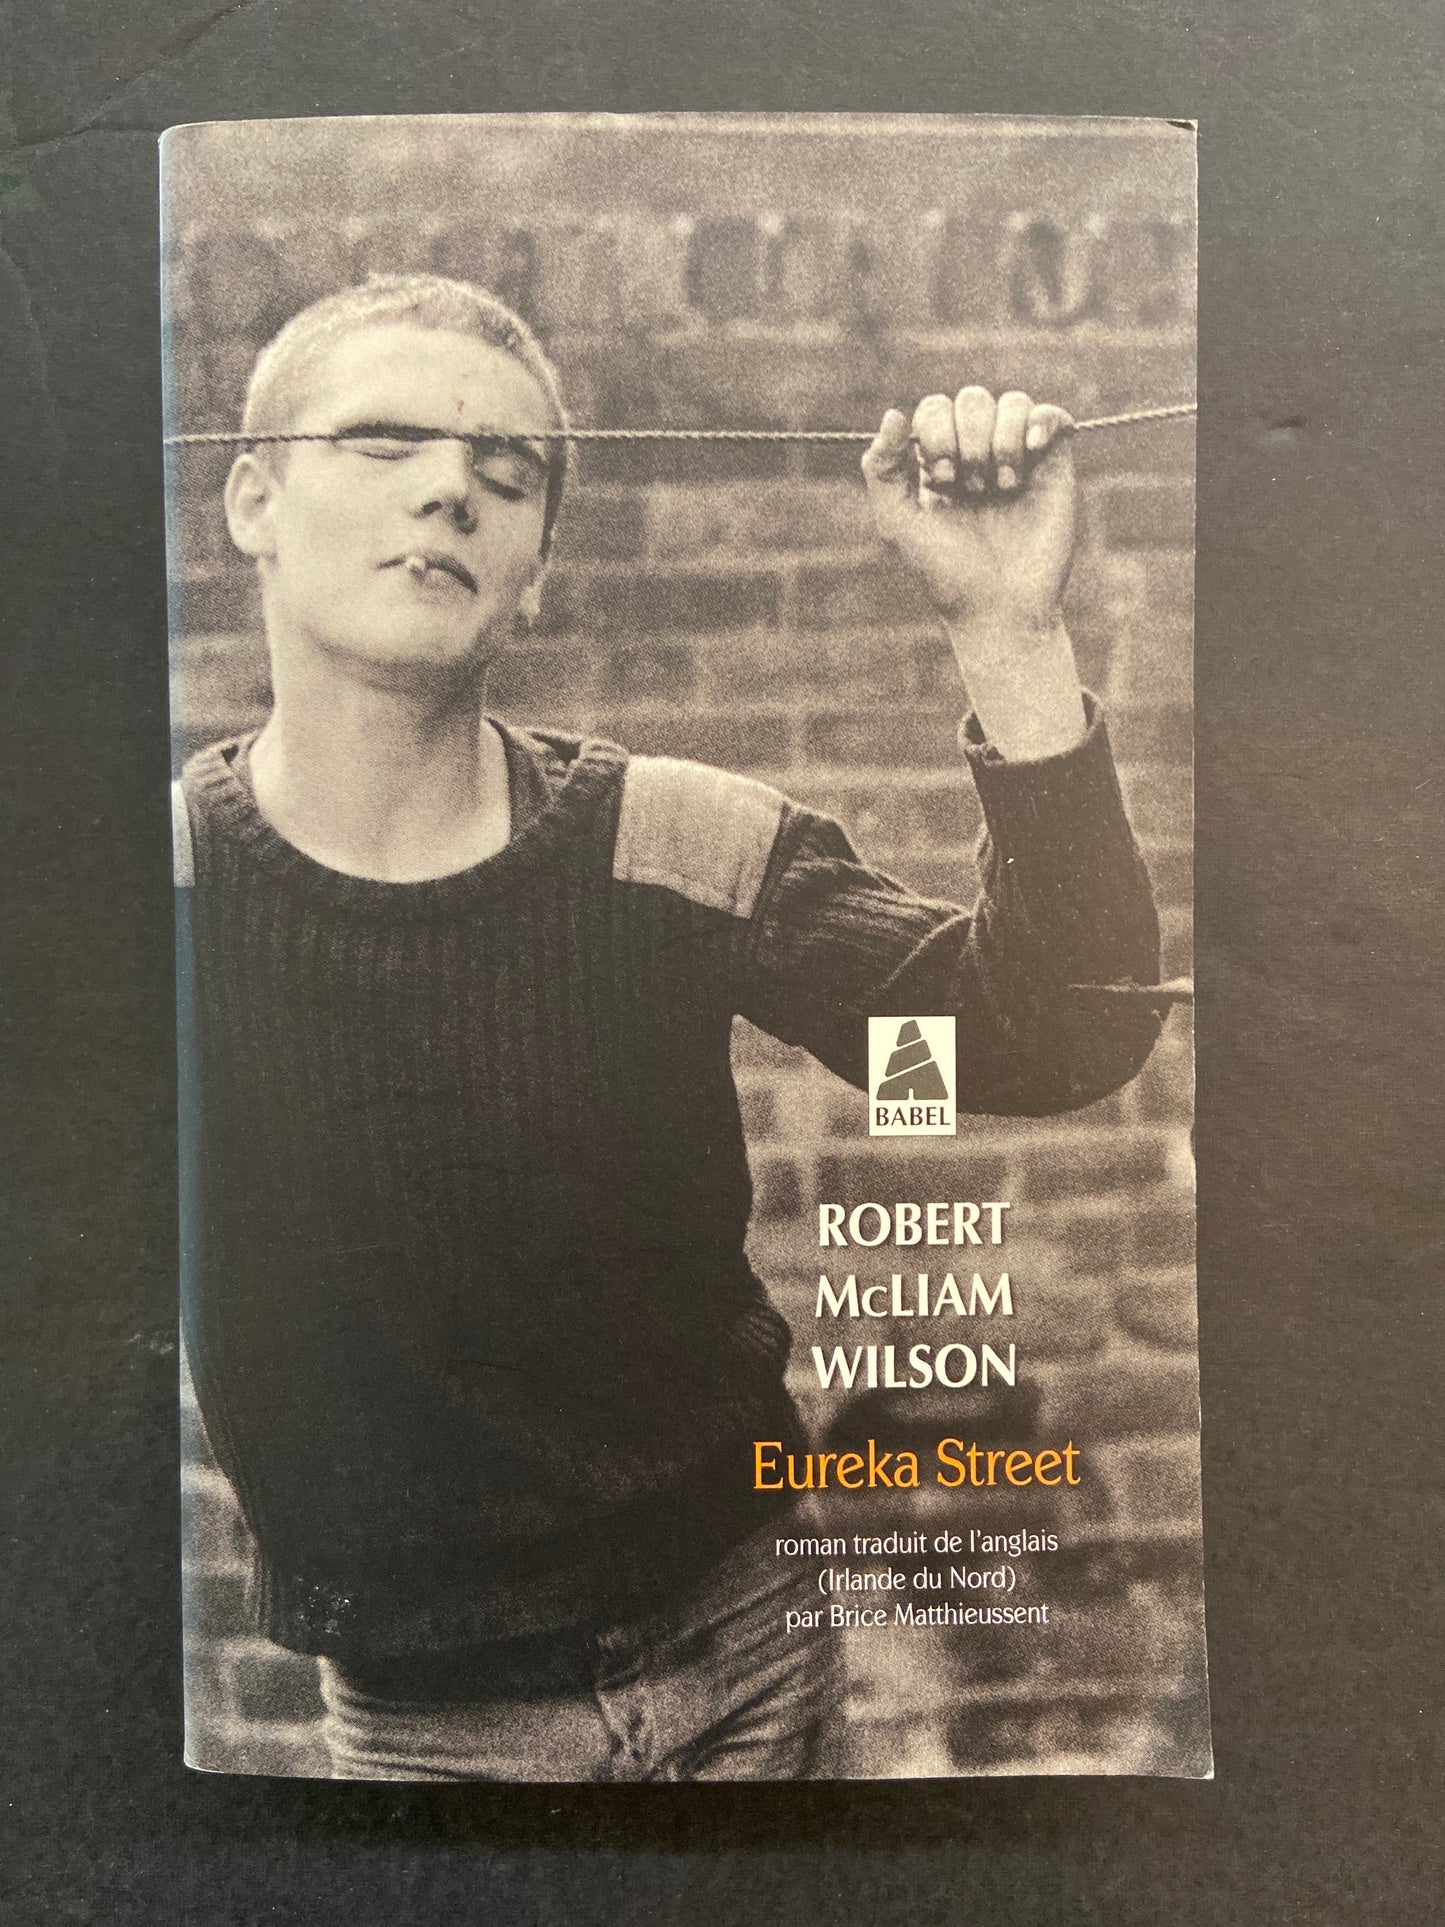 BABEL
ROBERT
McLIAM
WILSON
Eureka Street
roman traduit de l'anglais
(Irlande du Nord)
par Brice Matthieussent